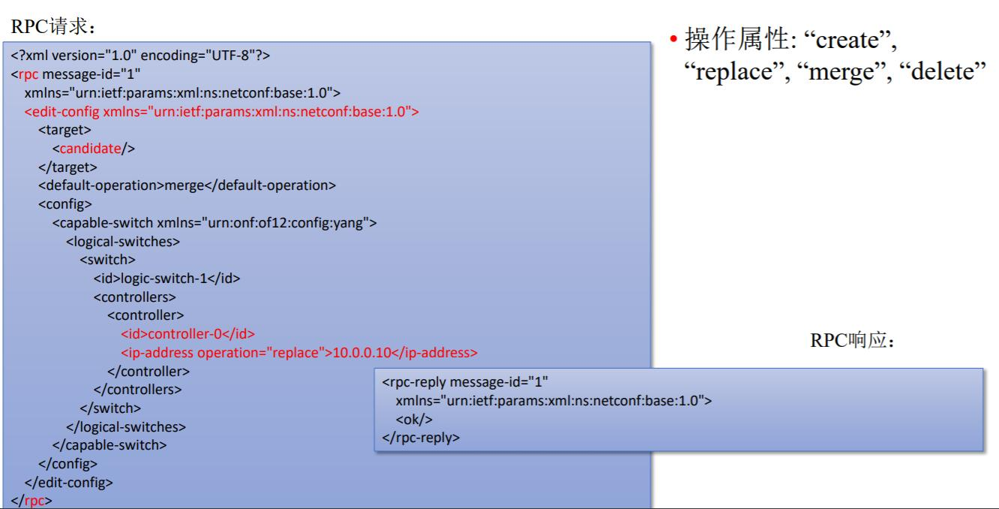 RPC请求：
<?xml version="1.0" encoding="UTF-8"?>
<rpc message-id="1"
xmlns="urn:ietf:params:xml:ns:netconf:base:1.0">
<edit-config xmlns="urn:ietf:params:xml:ns:netconf:base:1.0">
<target>
<candidate/>
</target>
<default-operation>merge</default-operation>
<config>
<capable-switch xmlns="urn:onf:of12:config:yang">
<logical-switches>
<switch>
<id>logic-switch-1</id>
<controllers>
<controller>
<id>controller-0</id>
<ip-address operation="replace">10.0.0.10</ip-address>
</controller>
</controllers>
</switch>
</logical-switches>
</capable-switch>
</config>
</edit-config>
</rpc>
• 操作属性: “create”,
“replace”, “merge”, “delete”
RPC响应：
<rpc-reply message-id="1"
xmlns="urn:ietf:params:xml:ns:netconf:base:1.0">
<ok/>
</rpc-reply>